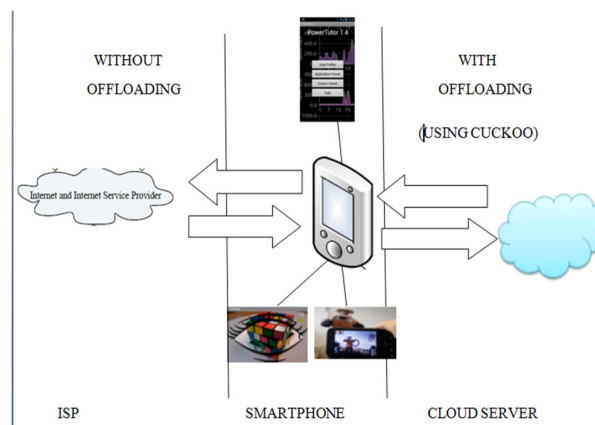 WITHOUT
OFFLOADING
PowerTutor 1.4
WITH
OFFLOADING
(USING CUCKOO)
Internet and Internet Service Provider
ISP
SMARTPHONE
CLOUD SERVER